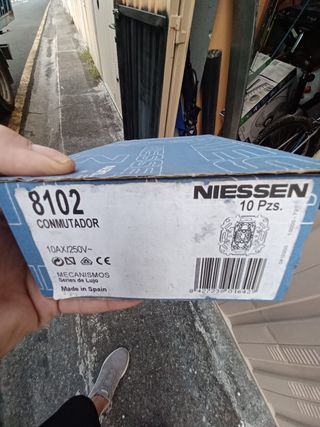 8102
CONMUTADOR
NIESSEN
10 Pzs.
10AX/250V~
MECANISMOS
Series de Lujo
Made in Spain